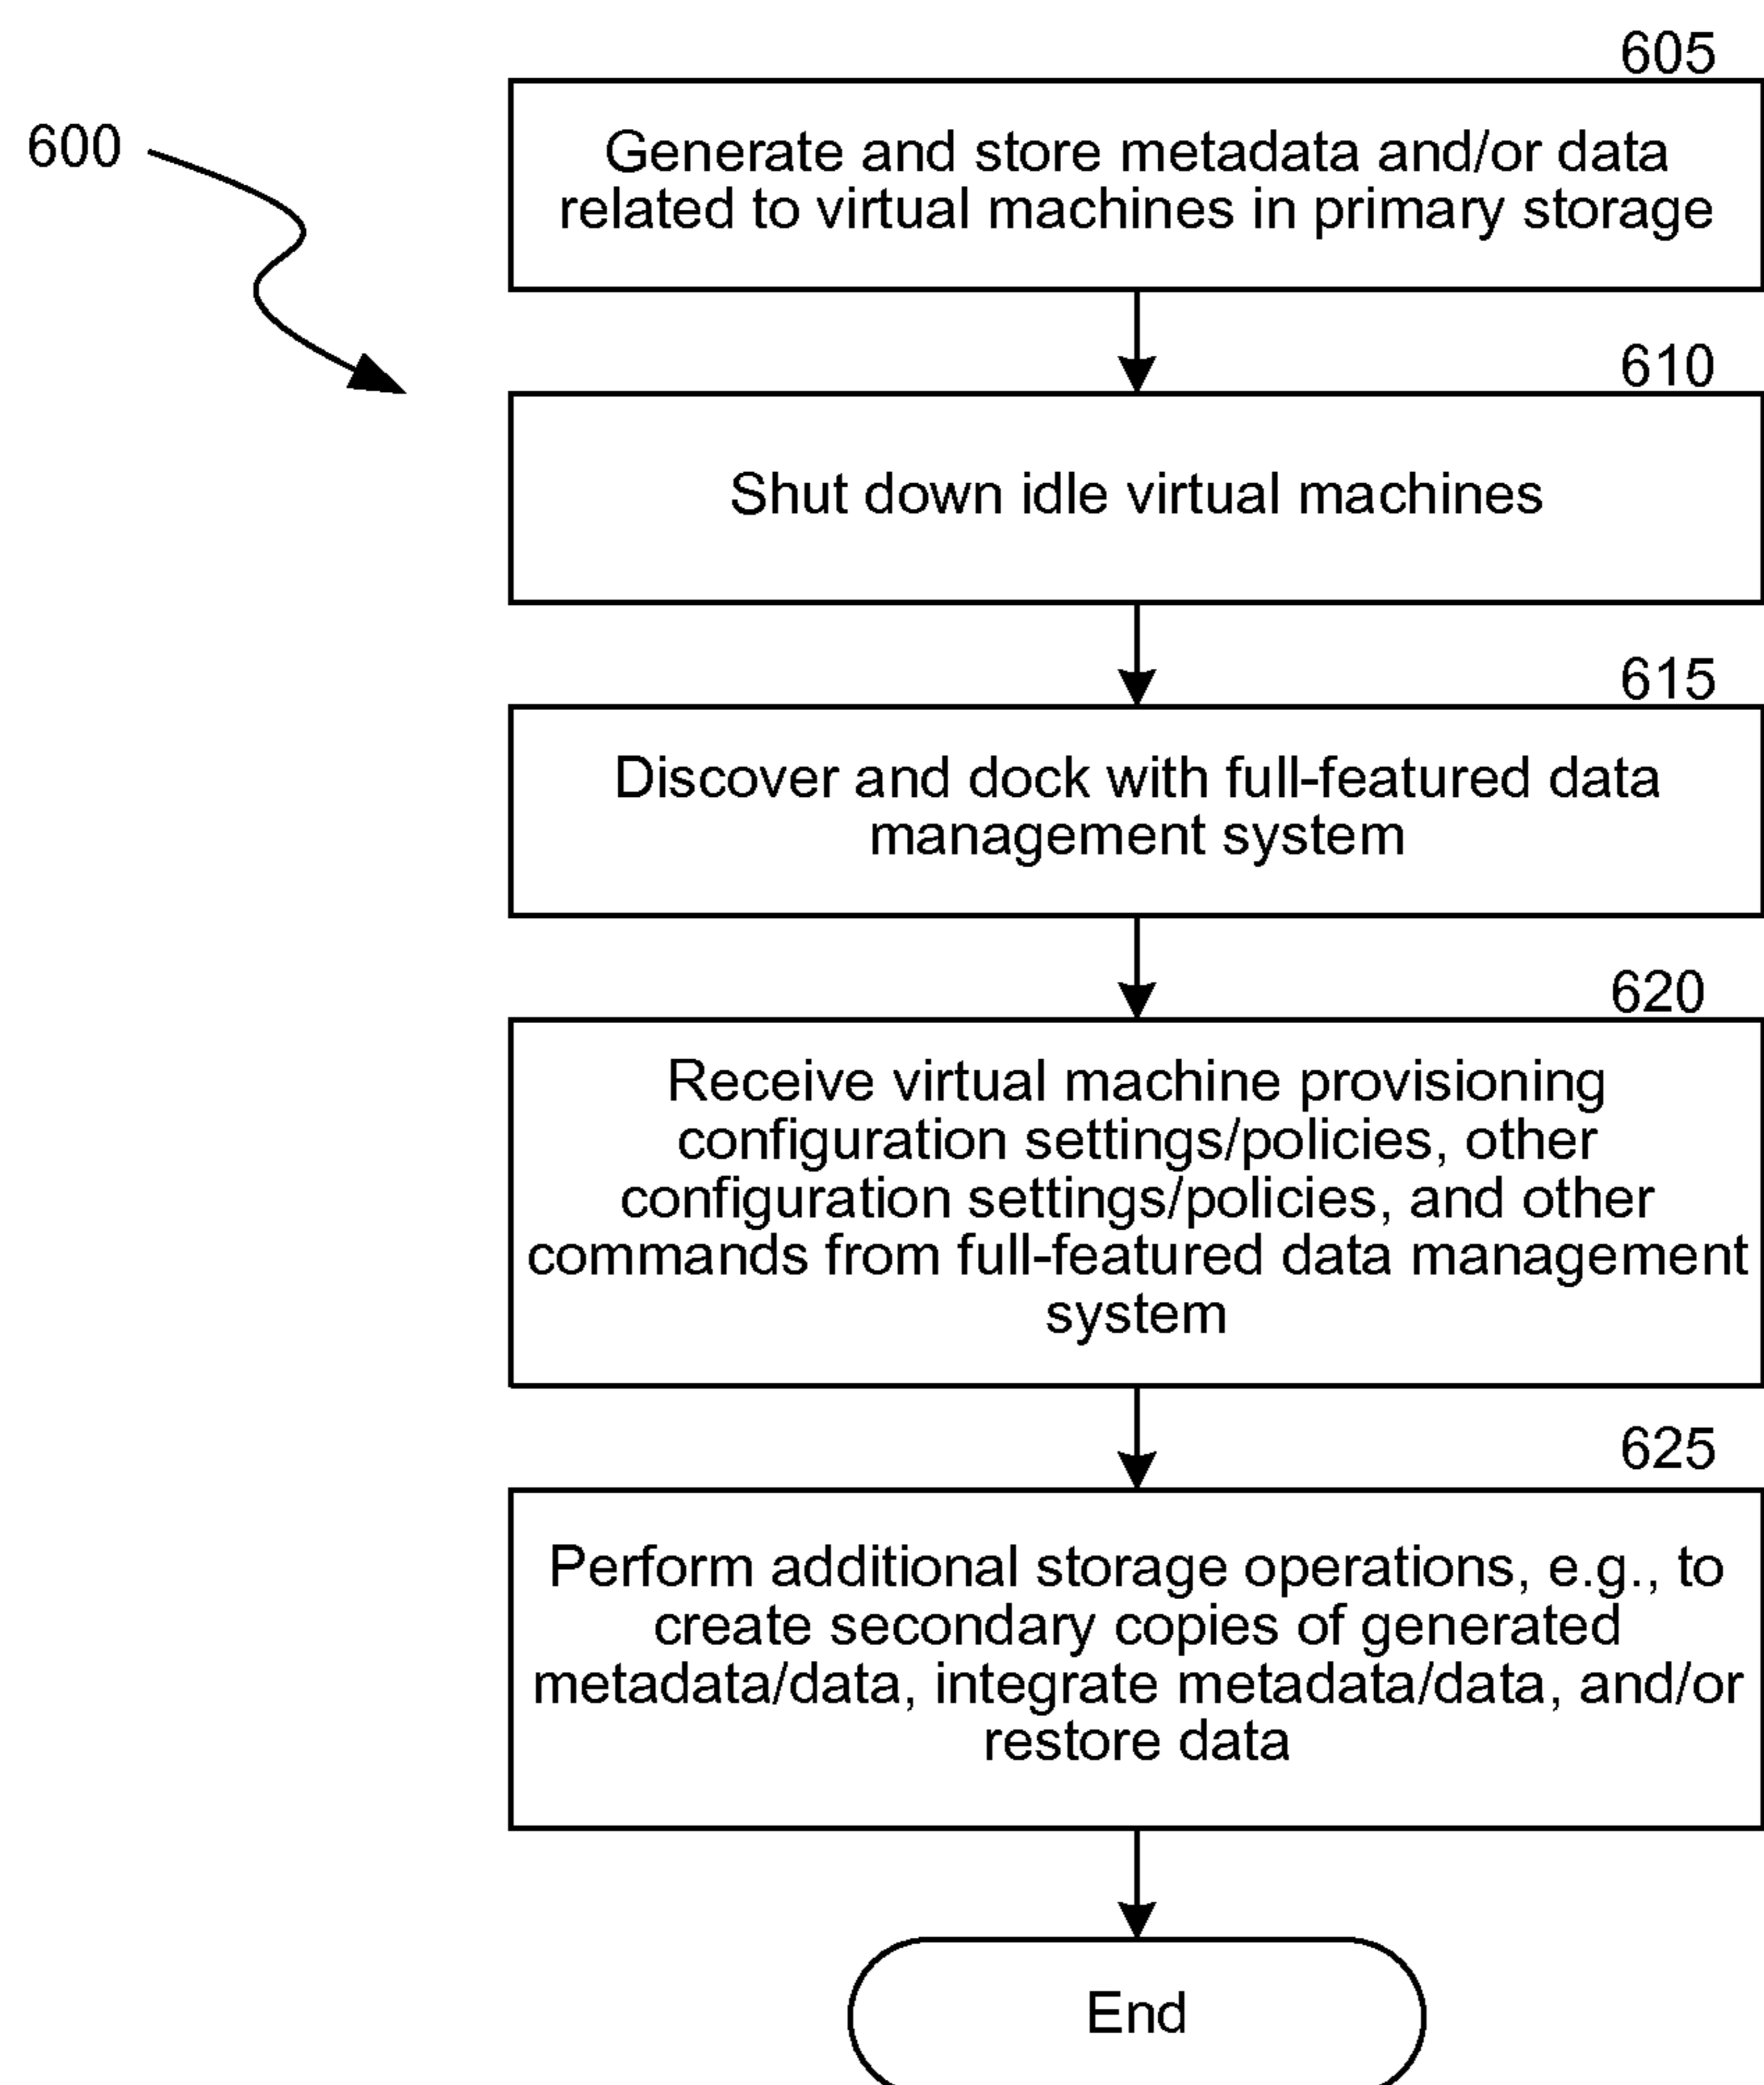 605
600
Generate and store metadata and/or data
related to virtual machines in primary storage
610
Shut down idle virtual machines
615
Discover and dock with full-featured data
management system
620
Receive virtual machine provisioning
configuration settings/policies, other
configuration settings/policies, and other
commands from full-featured data management
system
625
Perform additional storage operations, e.g., to
create secondary copies of generated
metadata/data, integrate metadata/data, and/or
restore data
End